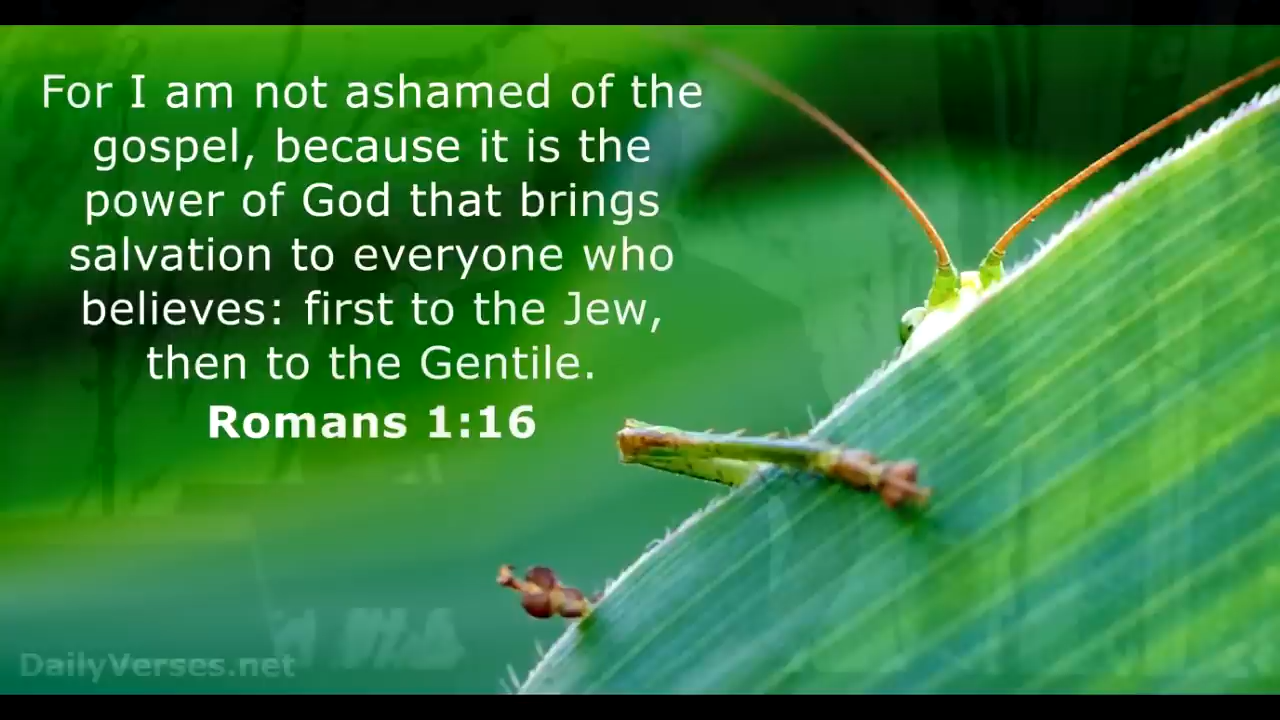 For I am not ashamed of the
gospel, because it is the
power of God that brings
salvation to everyone who
believes: first to the Jew,
then to the Gentile.
Romans 1:16
DailyVerses.net